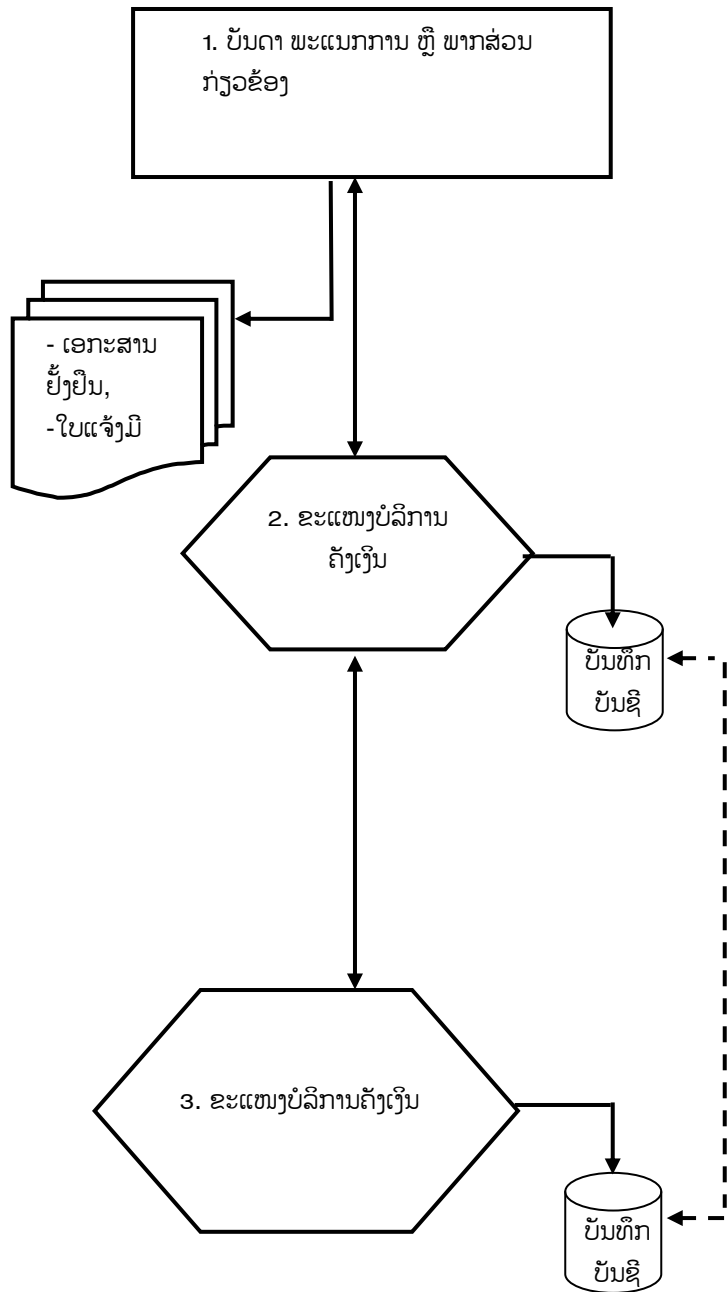 1. ບັນດາ ພະແນກການ ຫຼື ພາກສ່ວນ
ກ່ຽວຂ້ອງ
- ເອກະສານ
ຢັ້ງຢືນ,
-ໃບແຈ້ງມີ
2. ຂະແໜງບໍລິການ
ຄັງເງິນ
ບັນທຶກ
ບັນຊີ
3. ຂະແໜງບໍລິການຄັງເງິນ
ບັນທຶກ
ບັນຊີ